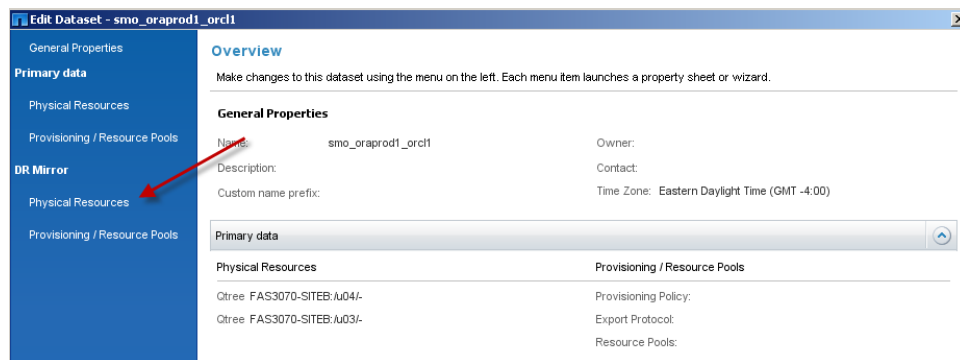 Edit Dataset - smo_oraprod1_orcl1
General Properties
Primary data
Physical Resources
Provisioning / Resource Pools
DR Mirror
Physical Resources
Provisioning / Resource Pools
Overview
Make changes to this dataset using the menu on the left. Each menu item launches a property sheet or wizard.
General Properties
Name: smo_oraprod1_orcl1 Owner:
Description: Contact:
Custom name prefix: Time Zone: Eastern Daylight Time (GMT -4:00)
Primary data
Physical Resources Provisioning / Resource Pools
Qtree FAS3070-SITEB:/u04/- Provisioning Policy:
Qtree FAS3070-SITEB:/u03/- Export Protocol:
Resource Pools: